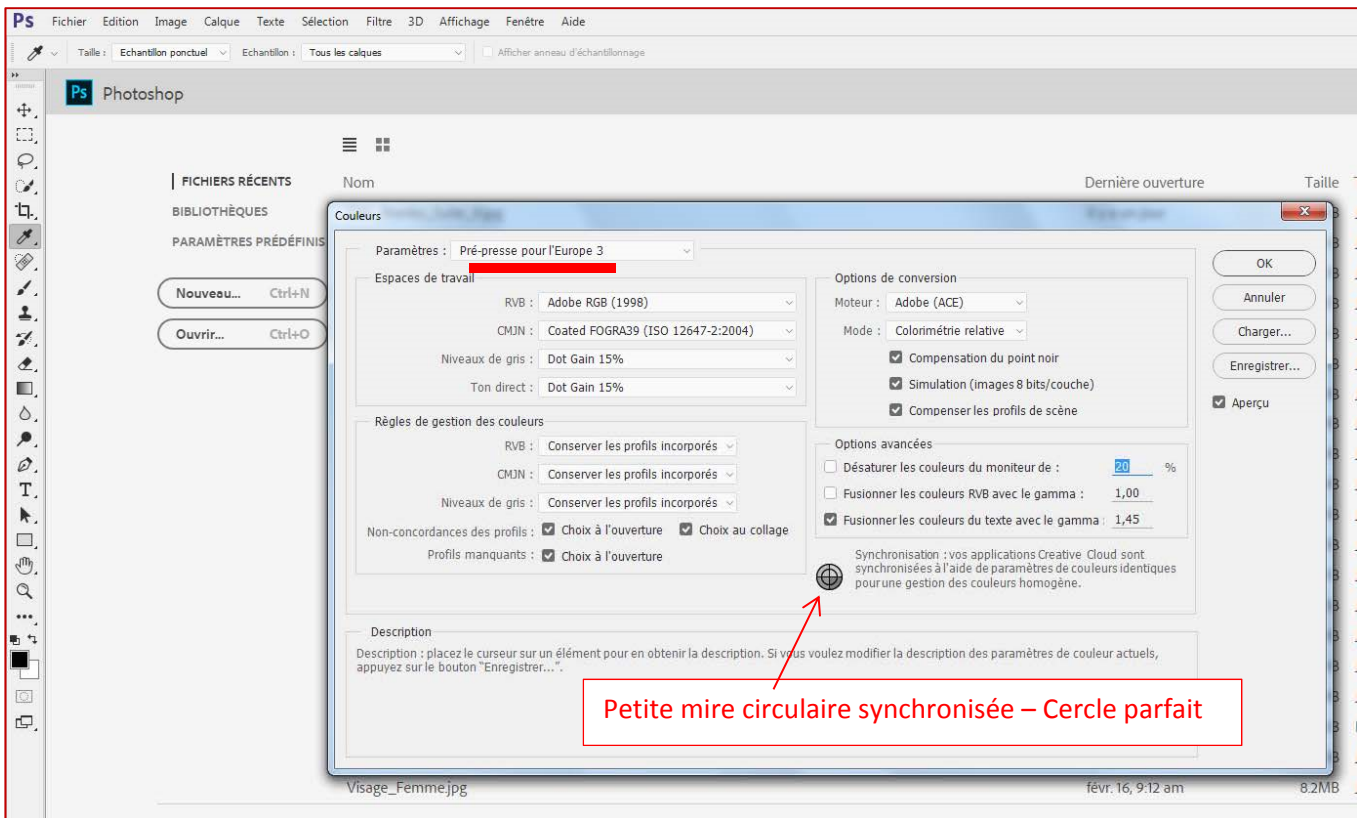 Ps Fichier Edition Image Calque Texte Sélection Filtre 3D Affichage Fenêtre Aide
Taille : Echantillon ponctuel Echantillon : Tous les calques Afficher anneau d'échantillonnage
Ps Photoshop
FICHIERS RÉCENTS Nom Dernière ouverture Taille
BIBLIOTHÈQUES
PARAMÈTRES PRÉDÉFINIS
Nouveau... Ctrl+N
Ouvrir... Ctrl+O
Couleurs
Paramètres : Pré-presse pour l'Europe 3
Espaces de travail
RVB : Adobe RGB (1998)
CMJN : Coated FOGRA39 (ISO 12647-2:2004)
Niveaux de gris : Dot Gain 15%
Ton direct : Dot Gain 15%
Règles de gestion des couleurs
RVB : Conserver les profils incorporés
CMJN : Conserver les profils incorporés
Niveaux de gris : Conserver les profils incorporés
Non-concordances des profils : Choix à l'ouverture Choix au collage
Profils manquants : Choix à l'ouverture
Options de conversion
Moteur : Adobe (ACE)
Mode : Colorimétrie relative
Compensation du point noir
Simulation (images 8 bits/couche)
Compenser les profils de scène
Options avancées
Désaturer les couleurs du moniteur de : 20 %
Fusionner les couleurs RVB avec le gamma : 1,00
Fusionner les couleurs du texte avec le gamma : 1,45
Synchronisation : vos applications Creative Cloud sont
synchronisées à l'aide de paramètres de couleurs identiques
pour une gestion des couleurs homogène.
OK
Annuler
Charger...
Enregistrer...
Aperçu
Description
Description : placez le curseur sur un élément pour en obtenir la description. Si vous voulez modifier la description des paramètres de couleur actuels,
appuyez sur le bouton "Enregistrer...".
Petite mire circulaire synchronisée – Cercle parfait
Visage_Femme.jpg févr. 16, 9:12 am 8.2MB